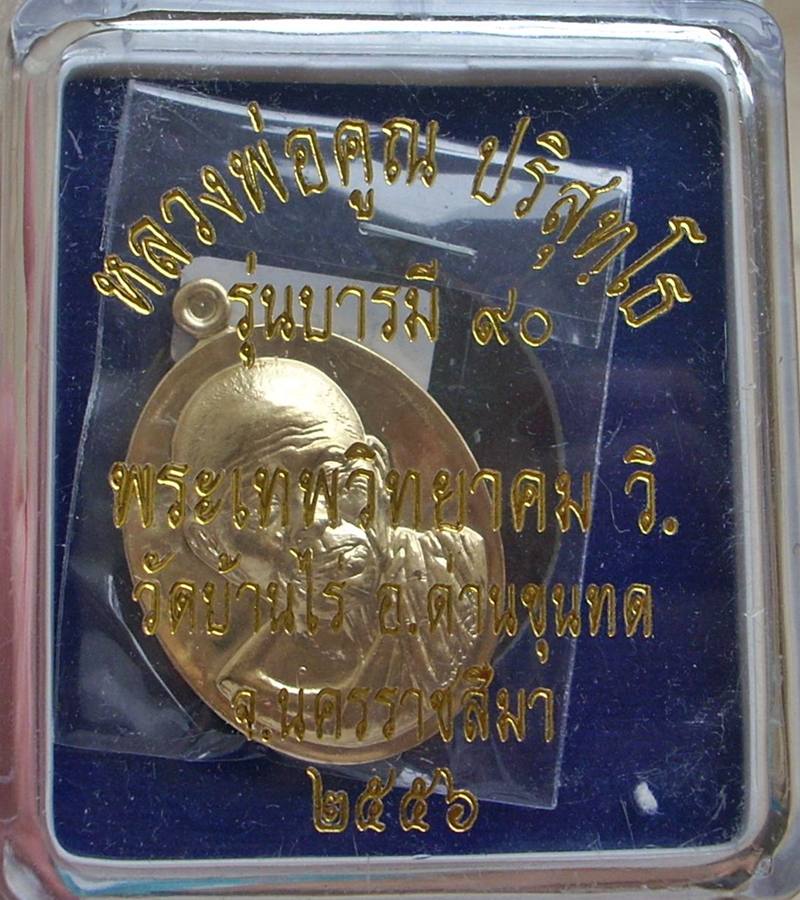 หลวงพ่อคูณ ปริสุทฺโธ
รุ่นบารมี ๙๐
พระเทพวิทยาคม วิ.
วัดบ้านไร่ อ.ด่านขุนทด
จ.นครราชสีมา
๒๕๕๖